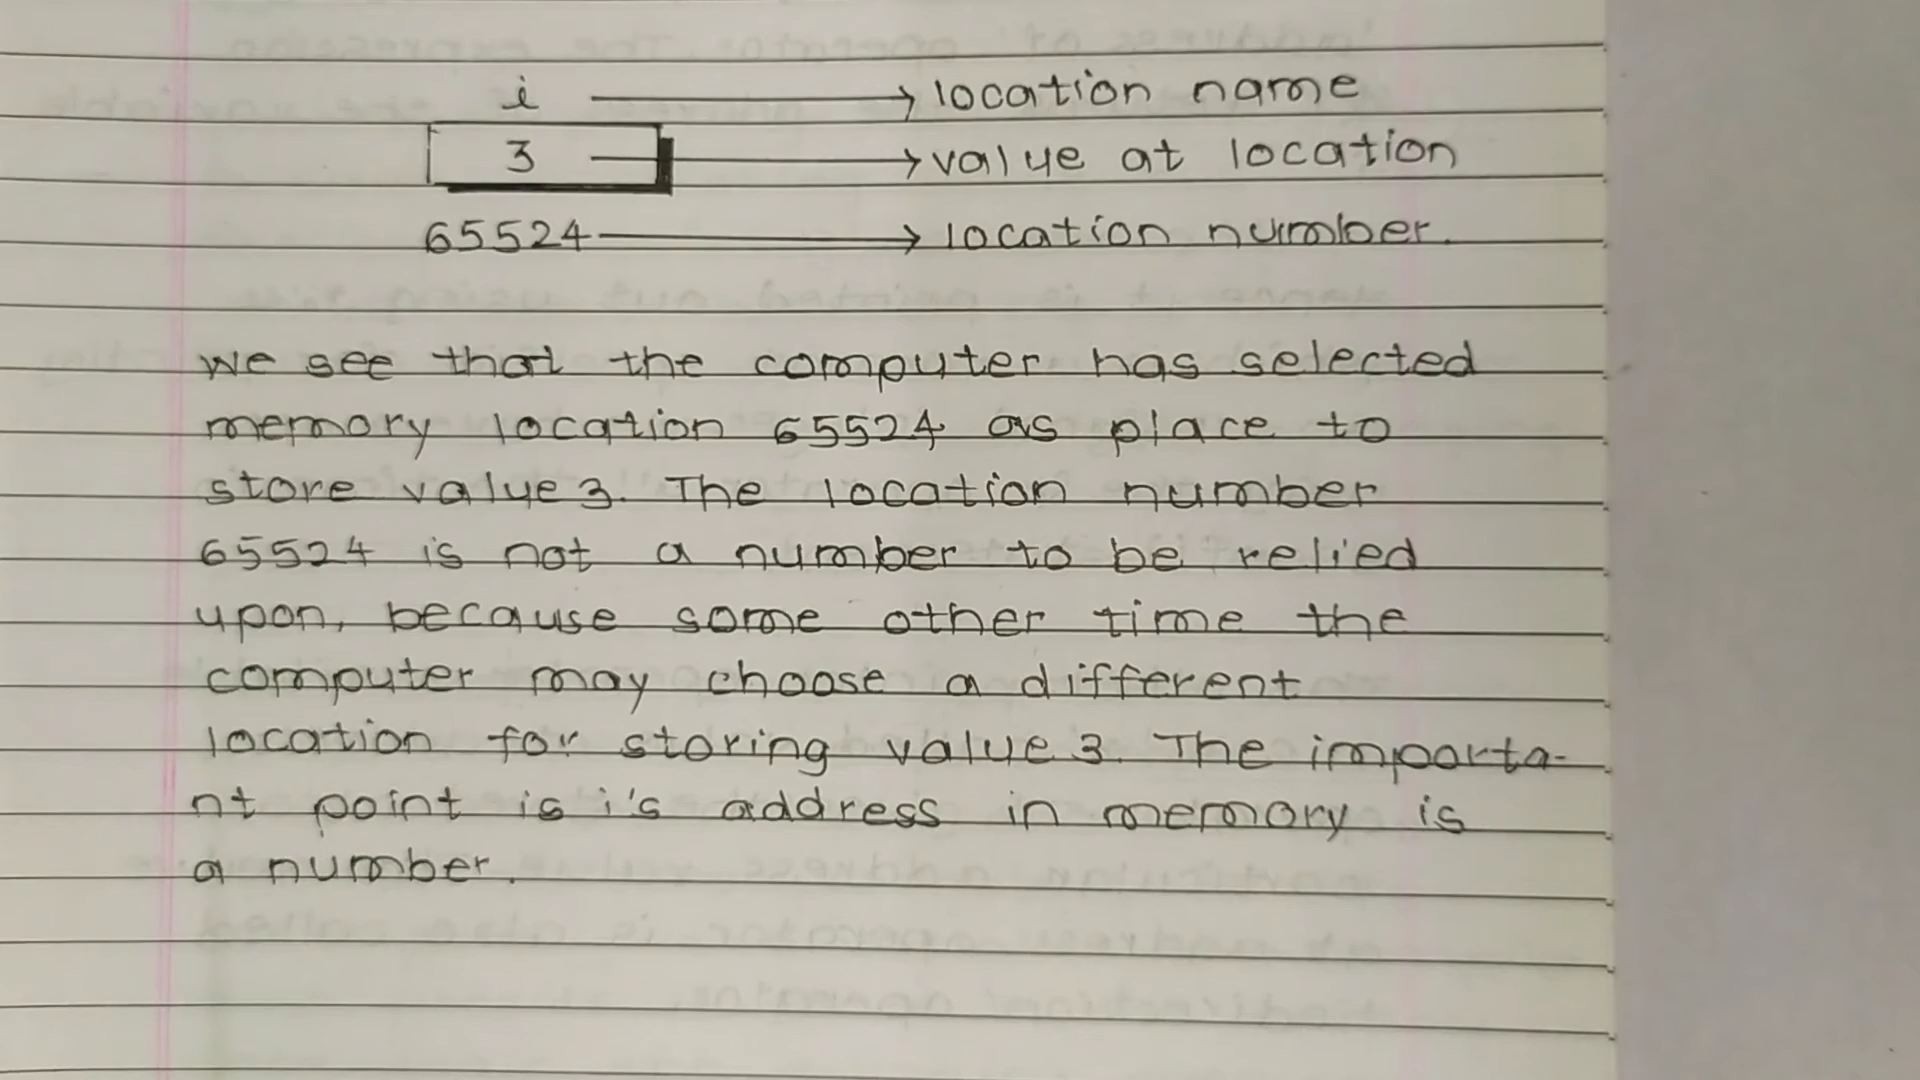 i → location name
3 → value at location
65524 → location number.
We see that the computer has selected
memory location 65524 as place to
store value 3. The location number
65524 is not a number to be relied
upon, because some other time the
computer may choose a different
location for storing value 3. The importa-
nt point is i's address in memory is
a number.